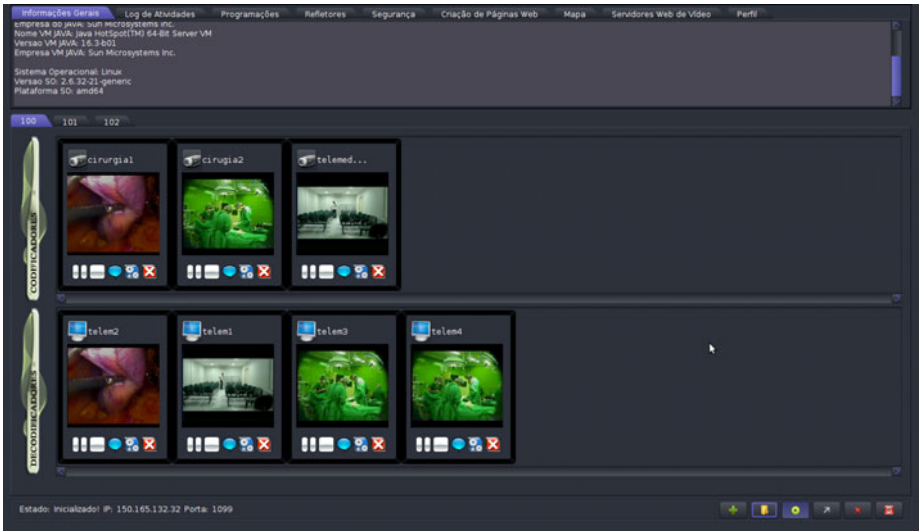 Informações Gerais Log de Atividades Programações Refletores Segurança Criação de Páginas Web Mapa Servidores Web de Vídeo Perfil
Empresa do JAVA: Sun Microsystems Inc.
Nome VM JAVA: Java HotSpot(TM) 64-Bit Server VM
Versao VM JAVA: 16.3-b01
Empresa VM JAVA: Sun Microsystems Inc.
Sistema Operacional: Linux
Versao SO: 2.6.32-21-generic
Plataforma SO: amd64
100 101 102
CODIFICADORES
cirurgia1 cirugia2 telemed...
DECODIFICADORES
telem2 telem1 telem3 telem4
Estado: Inicializado! IP: 150.165.132.32 Porta: 1099